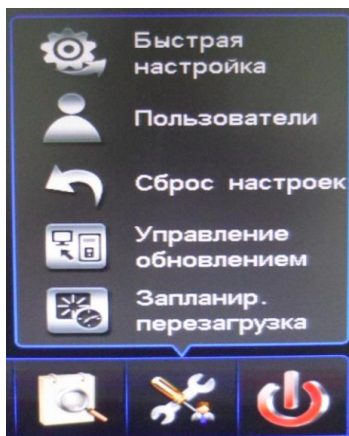 Быстрая
настройка
Пользователи
Сброс настроек
Управление
обновлением
Запланир.
перезагрузка